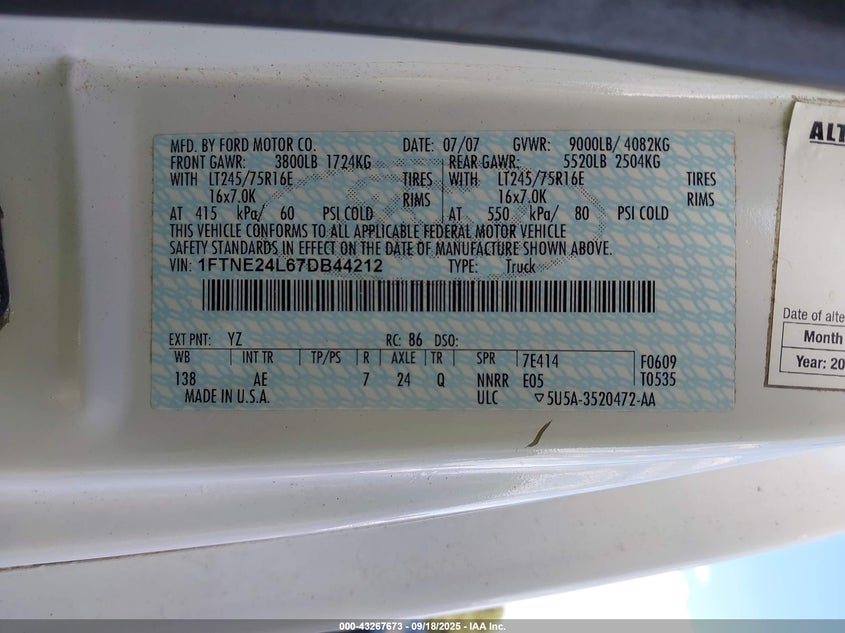 MFD. BY FORD MOTOR CO. DATE: 07/07 GVWR: 9000LB/ 4082KG
FRONT GAWR: 3800LB 1724KG REAR GAWR: 5520LB 2504KG
WITH LT245/75R16E TIRES WITH LT245/75R16E TIRES
16x7.0K RIMS 16x7.0K RIMS
AT 415 kPa/ 60 PSI COLD AT 550 kPa/ 80 PSI COLD
THIS VEHICLE CONFORMS TO ALL APPLICABLE FEDERAL MOTOR VEHICLE
SAFETY STANDARDS IN EFFECT ON THE DATE OF MANUFACTURE SHOWN ABOVE.
VIN: 1FTNE24L67DB44212 TYPE: Truck
EXT PNT: YZ RC: 86 DSO:
WB INT TR TP/PS R AXLE TR SPR 7E414 F0609
138 AE 7 24 Q NNRR E05 T0535
MADE IN U.S.A. ULC ▽5U5A-3520472-AA
ALT
Date of alte
Month
Year: 20
000-43267673 - 09/18/2025 - IAA Inc.